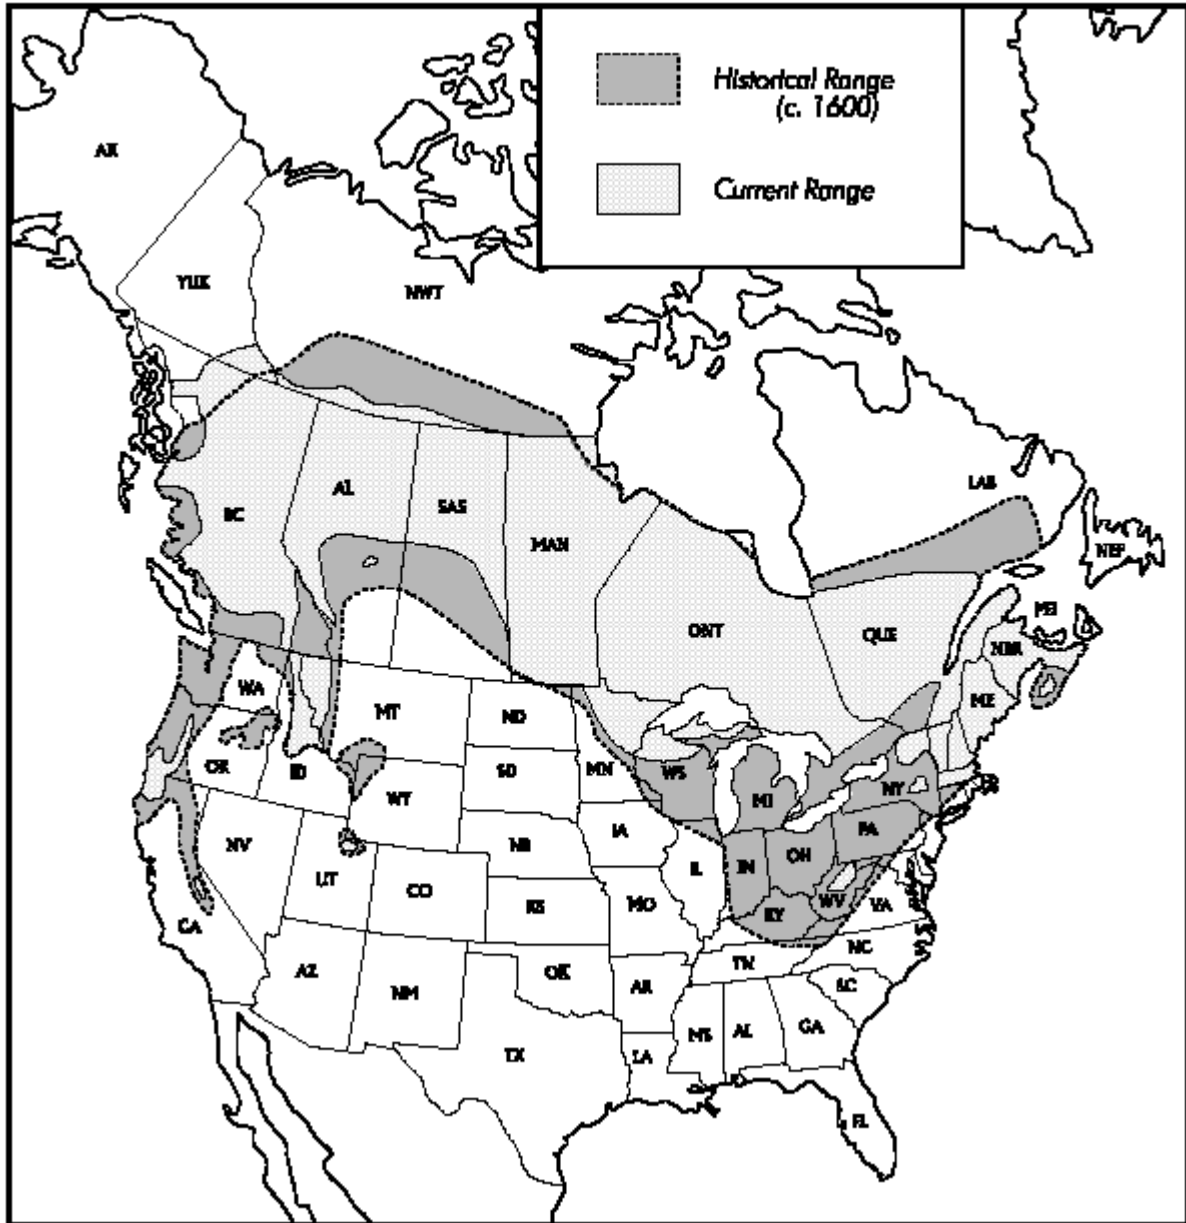 Historical Range
(c. 1600)
Current Range
AK
YUK
NWT
LAB
AL
SAS
BC
MAN
NEF
PEI
ONT
QUE
NBR
WA
ME
MT
ND
OR
ID
SD
MN
WS
MI
NY
WY
IA
PA
NV
NB
OH
UT
CO
IL
IN
KS
MO
KY
WV
VA
CA
NC
AZ
OK
TN
NM
AR
SC
TX
MS
AL
GA
LA
FL